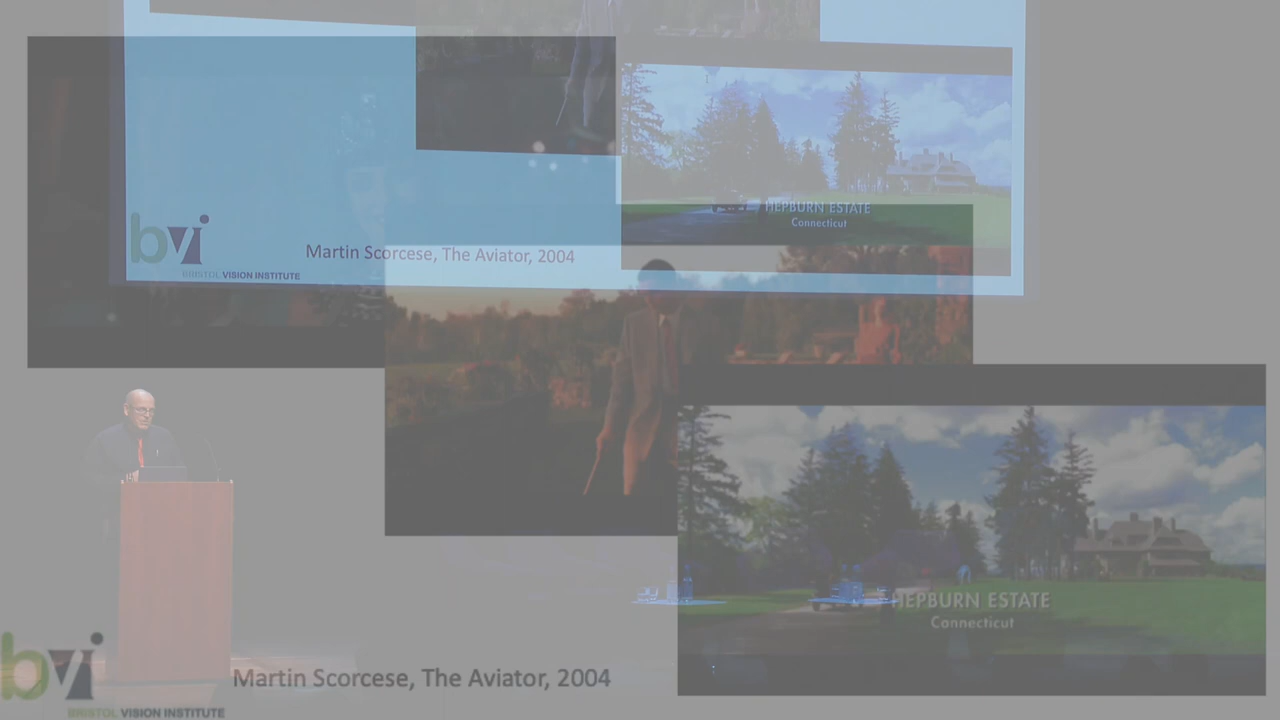 HEPBURN ESTATE
Connecticut
bvi
Martin Scorcese, The Aviator, 2004
BRISTOL VISION INSTITUTE
HEPBURN ESTATE
Connecticut
bvi
Martin Scorcese, The Aviator, 2004
BRISTOL VISION INSTITUTE